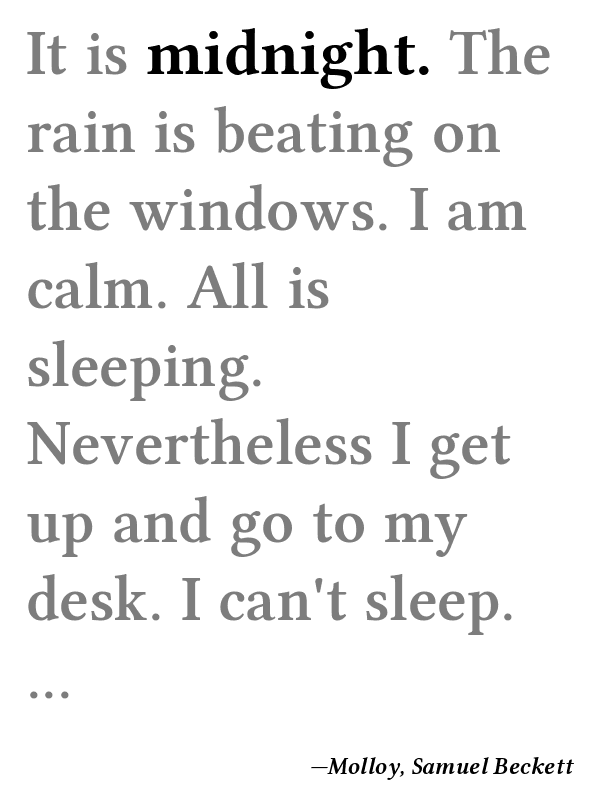 It is midnight. The
rain is beating on
the windows. I am
calm. All is
sleeping.
Nevertheless I get
up and go to my
desk. I can't sleep.
...
—Molloy, Samuel Beckett